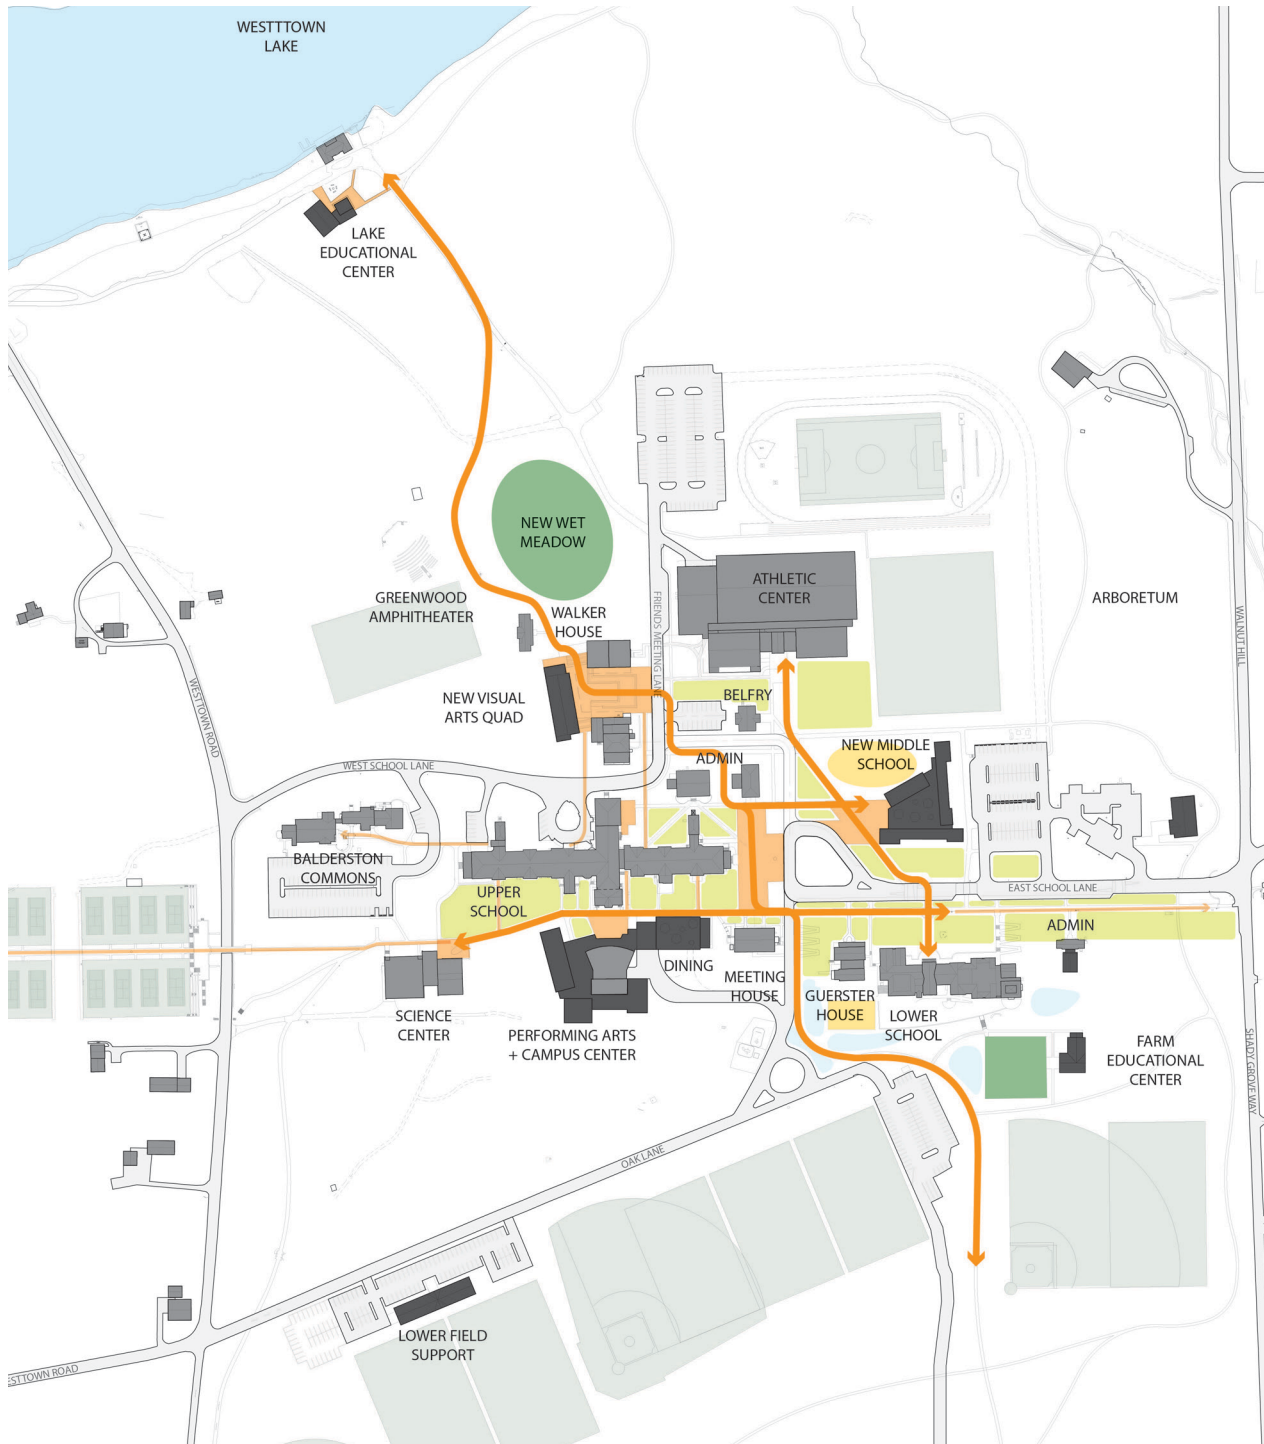 WESTTTOWN
LAKE
LAKE
EDUCATIONAL
CENTER
NEW WET
MEADOW
GREENWOOD
AMPHITHEATER
WALKER
HOUSE
FRIENDS MEETING LANE
ATHLETIC
CENTER
ARBORETUM
WALNUT HILL
WESTTOWN ROAD
NEW VISUAL
ARTS QUAD
BELFRY
ADMIN
NEW MIDDLE
SCHOOL
WEST SCHOOL LANE
BALDERSTON
COMMONS
UPPER
SCHOOL
EAST SCHOOL LANE
ADMIN
DINING
MEETING
HOUSE
GUERSTER
HOUSE
LOWER
SCHOOL
SCIENCE
CENTER
PERFORMING ARTS
+ CAMPUS CENTER
FARM
EDUCATIONAL
CENTER
SHADY GROVE WAY
OAK LANE
LOWER FIELD
SUPPORT
ESTTOWN ROAD